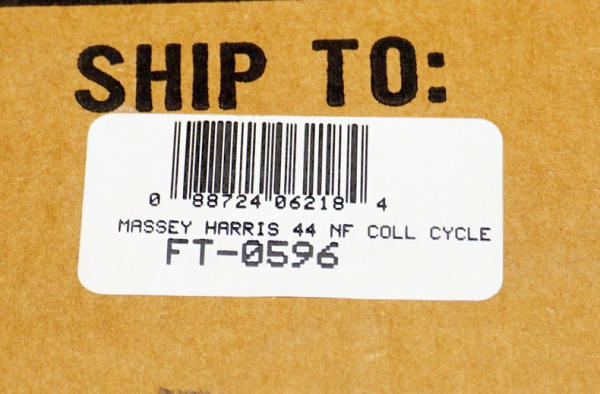 SHIP TO:
0 88724 06218 4
MASSEY HARRIS 44 NF COLL CYCLE
FT-0596